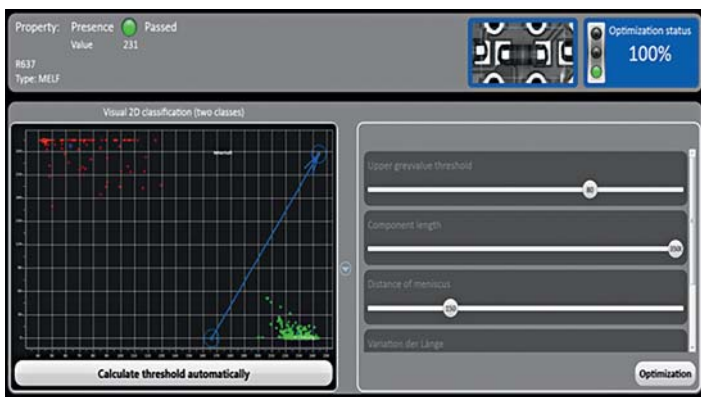 Property: Presence Passed
Value 231
R637
Type: MELF
Optimization status
100%
Visual 2D classification (two classes)
Upper greyvalue threshold
80
Component length
Distance of meniscus
150
Variation der Länge
Calculate threshold automatically
Optimization